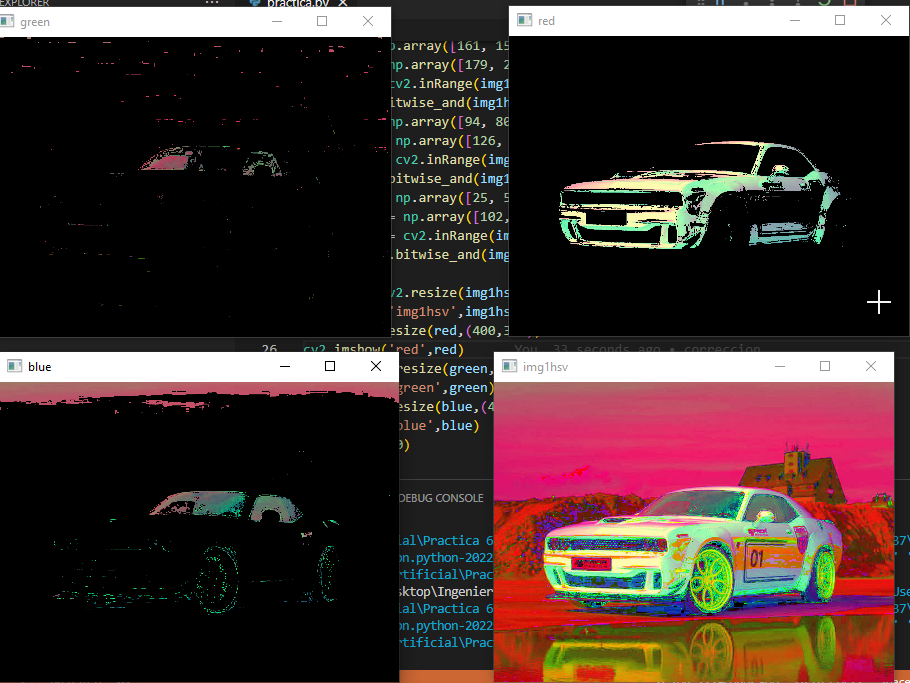 EXPLORER ··· practica.py ×
green
red
p.array([161, 15
np.array([179, 2
cv2.inRange(img1
bitwise_and(img1h
np.array([94, 80
np.array([126,
cv2.inRange(img
bitwise_and(img
np.array([25, 5
= np.array([102,
= cv2.inRange(im
.bitwise_and(img
v2.resize(img1hs
'img1hsv',img1hs
esize(red,(400,3
26 cv2.imshow('red',red) You, 33 seconds ago • correccion
blue
img1hsv
resize(green,
green',green)
esize(blue,(4
blue',blue)
0)
DEBUG CONSOLE
ial\Practica 6
on.python-2022
rtificial\Prac
sktop\Ingenier
ial\Practica 6
on.python-2022
rtificial\Prac
01